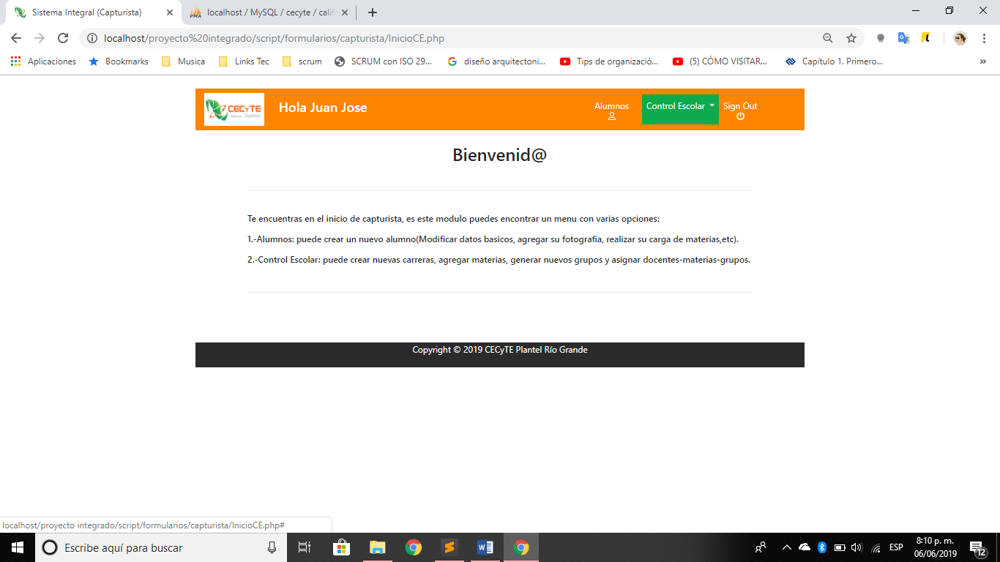 Sistema Integral (Capturista)
localhost / MySQL / cecyte / calif
localhost/proyecto%20integrado/script/formularios/capturista/InicioCE.php
Aplicaciones
Bookmarks
Musica
Links Tec
scrum
SCRUM con ISO 29...
diseño arquitectoni...
Tips de organizació...
(5) CÓMO VISITAR...
Capítulo 1. Primero...
»
CECyTE
Hola Juan Jose
Alumnos
Control Escolar
Sign Out
Bienvenid@
Te encuentras en el inicio de capturista, es este modulo puedes encontrar un menu con varias opciones:
1.-Alumnos: puede crear un nuevo alumno(Modificar datos basicos, agregar su fotografia, realizar su carga de materias,etc).
2.-Control Escolar: puede crear nuevas carreras, agregar materias, generar nuevos grupos y asignar docentes-materias-grupos.
Copyright © 2019 CECyTE Plantel Río Grande
localhost/proyecto integrado/script/formularios/capturista/InicioCE.php#
Escribe aquí para buscar
ESP
8:10 p. m.
06/06/2019
12